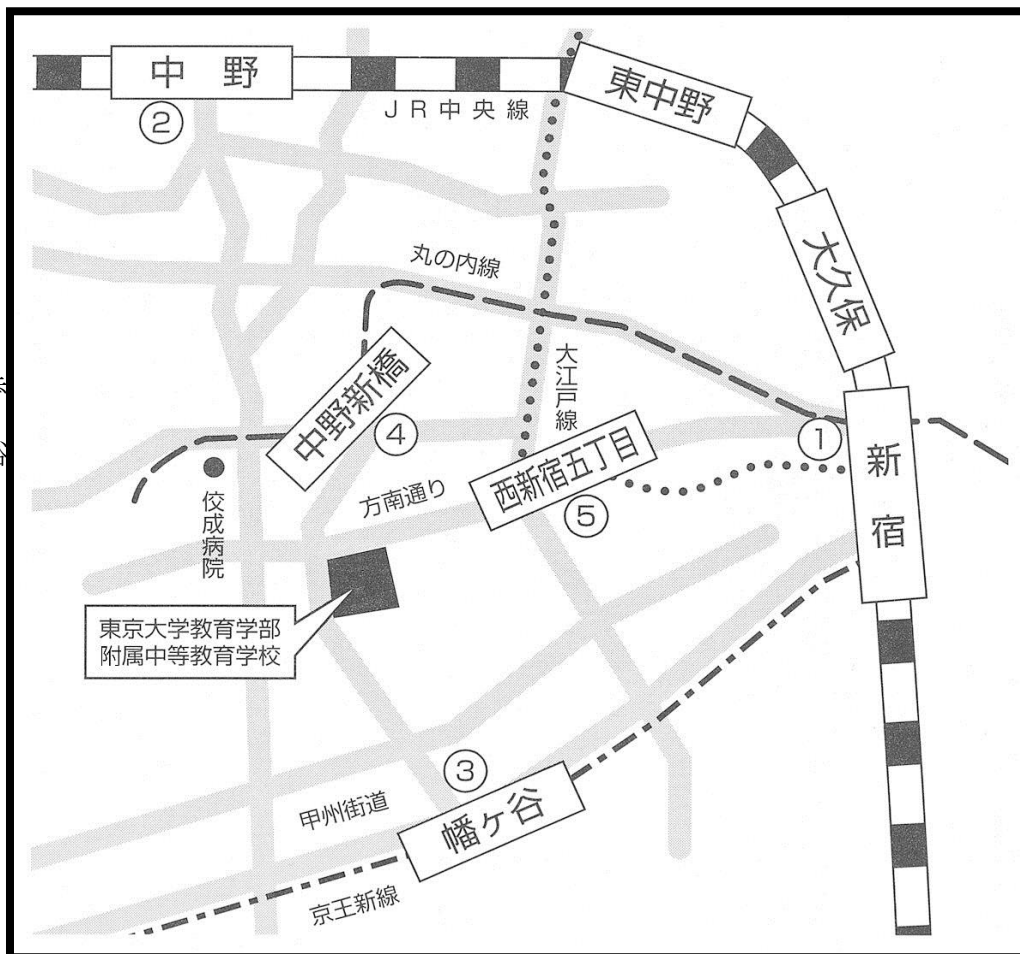 中野
②
JR中央線
東中野
大久保
丸の内線
大江戸線
中野新橋
④
①
新宿
西新宿五丁目
⑤
方南通り
佼成病院
東京大学教育学部
附属中等教育学校
③
甲州街道
幡ヶ谷
京王新線